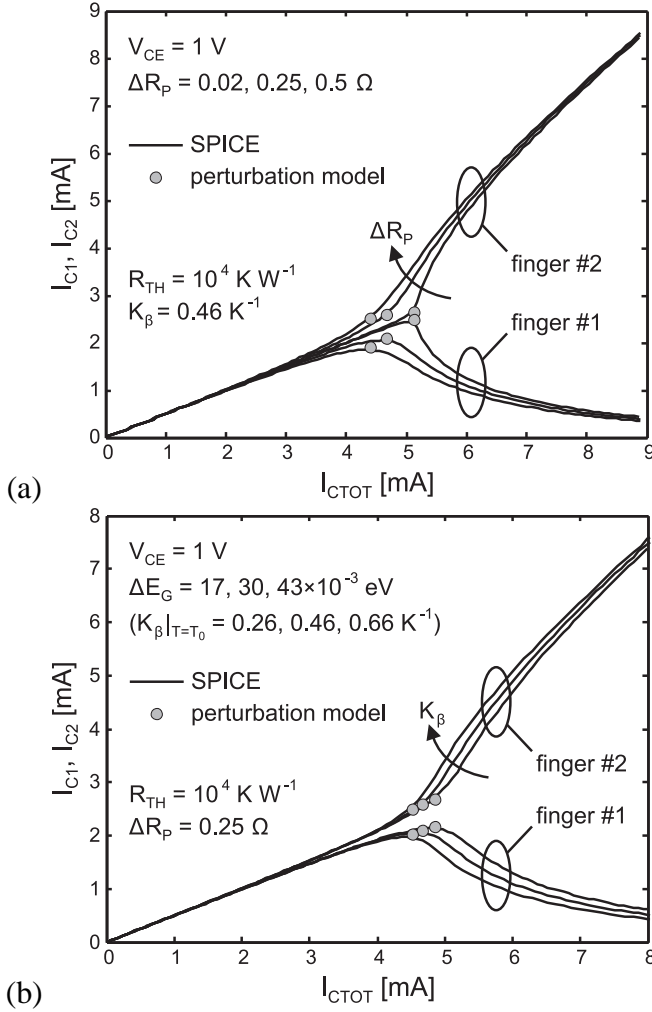 9
8
7
6
5
4
3
2
1
0
I_C1, I_C2 [mA]
V_CE = 1 V
ΔR_P = 0.02, 0.25, 0.5 Ω
SPICE
perturbation model
ΔR_P
finger #2
R_TH = 10^4 K W^-1
K_β = 0.46 K^-1
finger #1
0 1 2 3 4 5 6 7 8 9
(a)
I_CTOT [mA]
8
7
6
5
4
3
2
1
0
I_C1, I_C2 [mA]
V_CE = 1 V
ΔE_G = 17, 30, 43×10^-3 eV
(K_β|_T=T_0 = 0.26, 0.46, 0.66 K^-1)
SPICE
perturbation model
K_β
finger #2
R_TH = 10^4 K W^-1
ΔR_P = 0.25 Ω
finger #1
0 1 2 3 4 5 6 7 8
(b)
I_CTOT [mA]